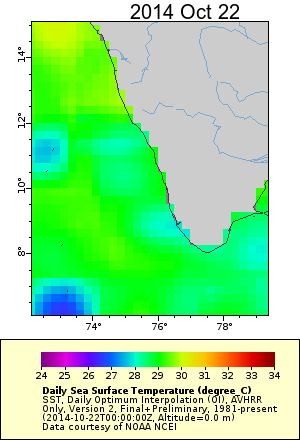 2014 Oct 22
14°
12°
10°
8°
74° 76° 78°
24 25 26 27 28 29 30 31 32 33 34
Daily Sea Surface Temperature (degree_C)
SST, Daily Optimum Interpolation (OI), AVHRR
Only, Version 2, Final+Preliminary, 1981-present
(2014-10-22T00:00:00Z, Altitude=0.0 m)
Data courtesy of NOAA NCEI